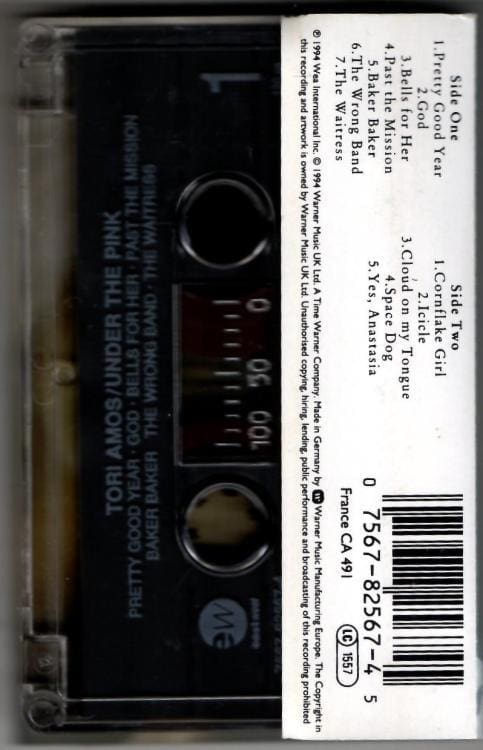 Side One
1.Pretty Good Year
2.God
3.Bells for Her
4.Past the Mission
5.Baker Baker
6.The Wrong Band
7.The Waitress
Side Two
1.Cornflake Girl
2.Icicle
3.Cloud on my Tongue
4.Space Dog
5.Yes, Anastasia
0 7567-82567-4 5
France CA 491
LC 1557
℗ 1994 Wea International Inc. © 1994 Warner Music UK Ltd. A Time Warner Company. Made in Germany by Warner Music Manufacturing Europe. The Copyright in
this recording and artwork is owned by Warner Music UK Ltd. Unauthorised copying, hiring, lending, public performance and broadcasting of this recording prohibited
1
0 50 100
ew
TORI AMOS/UNDER THE PINK
PRETTY GOOD YEAR · GOD · BELLS FOR HER · PAST THE MISSION
BAKER BAKER · THE WRONG BAND · THE WAITRESS